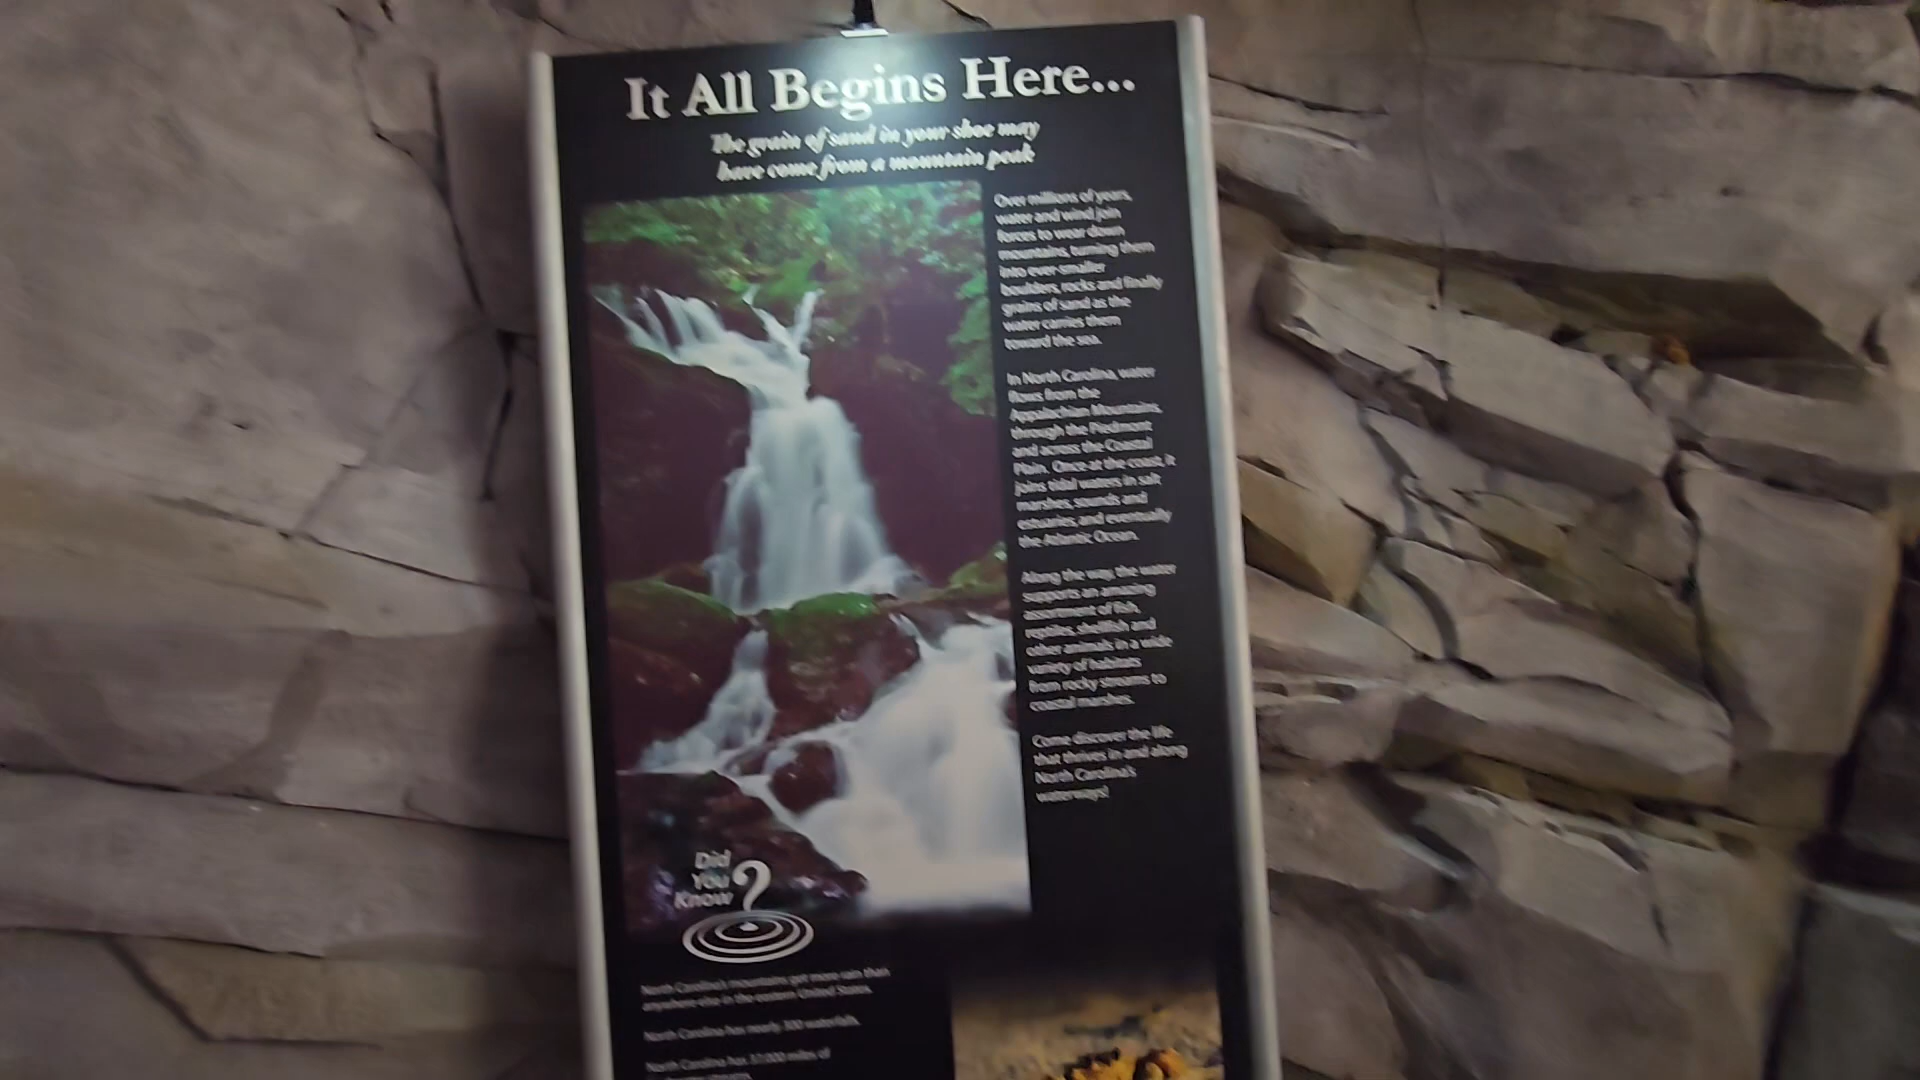 It All Begins Here...
The grain of sand in your shoe may
have come from a mountain peak
Over millions of years,
water and wind join
forces to wear down
mountains, turning them
into ever-smaller
boulders, rocks and finally
grains of sand as the
water carries them
toward the sea.
In North Carolina, water
flows from the
Appalachian Mountains,
through the Piedmont
and across the Coastal
Plain. Once at the coast, it
joins tidal waters in salt
marshes, sounds and
estuaries and eventually
the Atlantic Ocean.
Along the way, the water
supports an amazing
assortment of fish,
reptiles, shellfish and
other animals in a wide
variety of habitats
from rocky streams to
coastal marshes.
Come discover the life
that thrives in and along
North Carolina's
waterways!
Did
You
Know?
North Carolina's mountains get more rain than
anywhere else in the eastern United States.
North Carolina has nearly 300 waterfalls.
North Carolina has 37,000 miles of